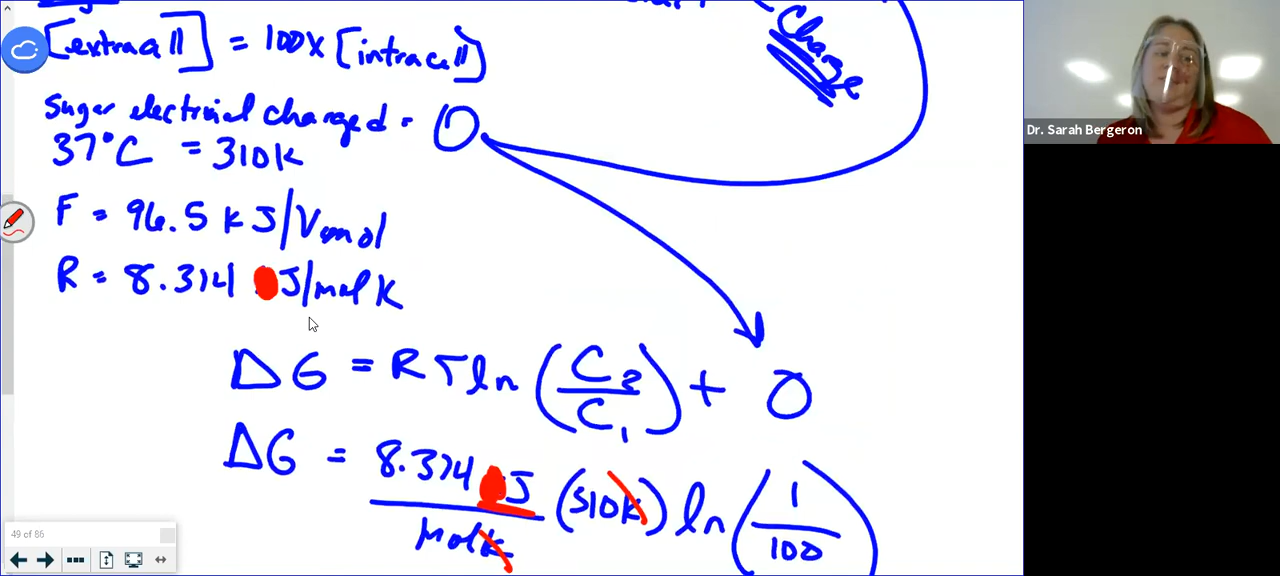 Charge
[extracell] = 100x [intracell]
Sugar electrical charged = 0
37°C = 310K
F = 96.5 kJ/Vmol
R = 8.314 J/mol K
ΔG = RT ln (C2/C1) + 0
ΔG = 8.314 J/mol K (310K) ln (1/100)
Dr. Sarah Bergeron
49 of 86